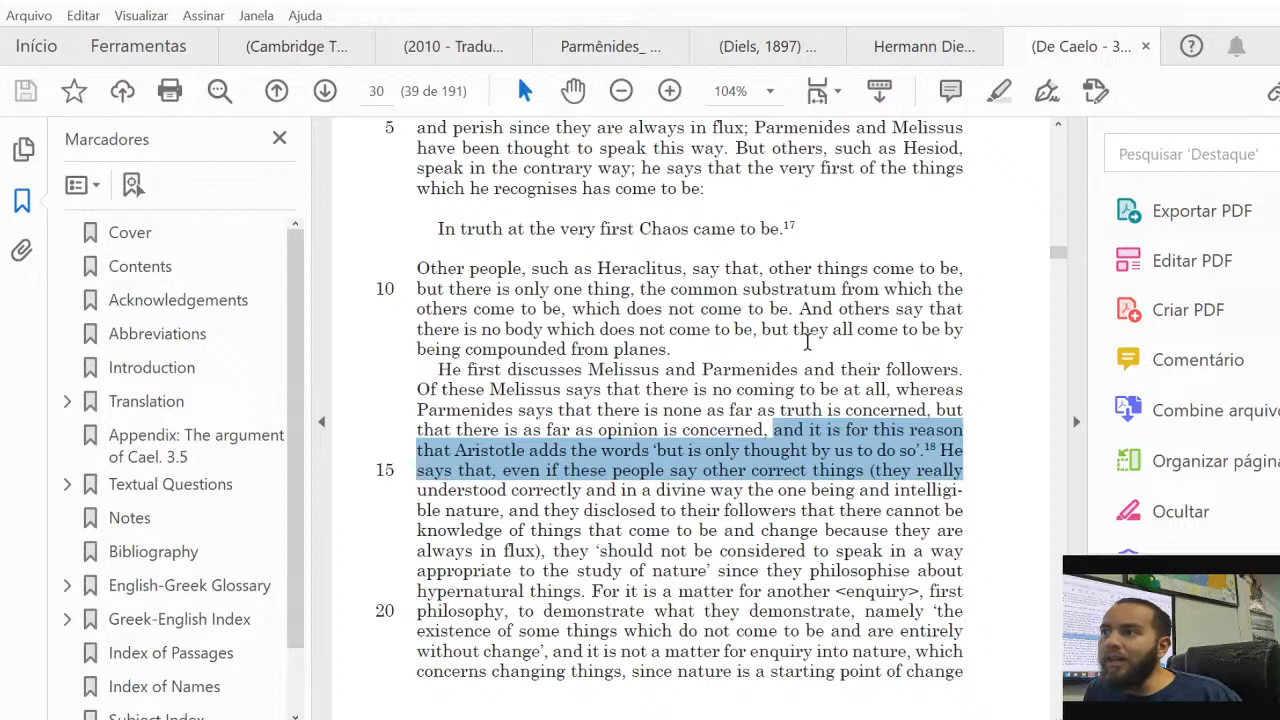 Arquivo Editar Visualizar Assinar Janela Ajuda
Início Ferramentas (Cambridge T... (2010 - Tradu... Parmênides_ ... (Diels, 1897) ... Hermann Die... (De Caelo - 3... ×
30 (39 de 191) 104%
Marcadores
Cover
Contents
Acknowledgements
Abbreviations
Introduction
Translation
Appendix: The argument
of Cael. 3.5
Textual Questions
Notes
Bibliography
English-Greek Glossary
Greek-English Index
Index of Passages
Index of Names
Subject Index
5 and perish since they are always in flux; Parmenides and Melissus
have been thought to speak this way. But others, such as Hesiod,
speak in the contrary way; he says that the very first of the things
which he recognises has come to be:
In truth at the very first Chaos came to be.17
Other people, such as Heraclitus, say that, other things come to be,
10 but there is only one thing, the common substratum from which the
others come to be, which does not come to be. And others say that
there is no body which does not come to be, but they all come to be by
being compounded from planes.
He first discusses Melissus and Parmenides and their followers.
Of these Melissus says that there is no coming to be at all, whereas
Parmenides says that there is none as far as truth is concerned, but
that there is as far as opinion is concerned, and it is for this reason
that Aristotle adds the words ‘but is only thought by us to do so’.18 He
15 says that, even if these people say other correct things (they really
understood correctly and in a divine way the one being and intelligi-
ble nature, and they disclosed to their followers that there cannot be
knowledge of things that come to be and change because they are
always in flux), they ‘should not be considered to speak in a way
appropriate to the study of nature’ since they philosophise about
hypernatural things. For it is a matter for another <enquiry>, first
20 philosophy, to demonstrate what they demonstrate, namely ‘the
existence of some things which do not come to be and are entirely
without change’, and it is not a matter for enquiry into nature, which
concerns changing things, since nature is a starting point of change
Pesquisar 'Destaque'
Exportar PDF
Editar PDF
Criar PDF
Comentário
Combine arquivo
Organizar página
Ocultar